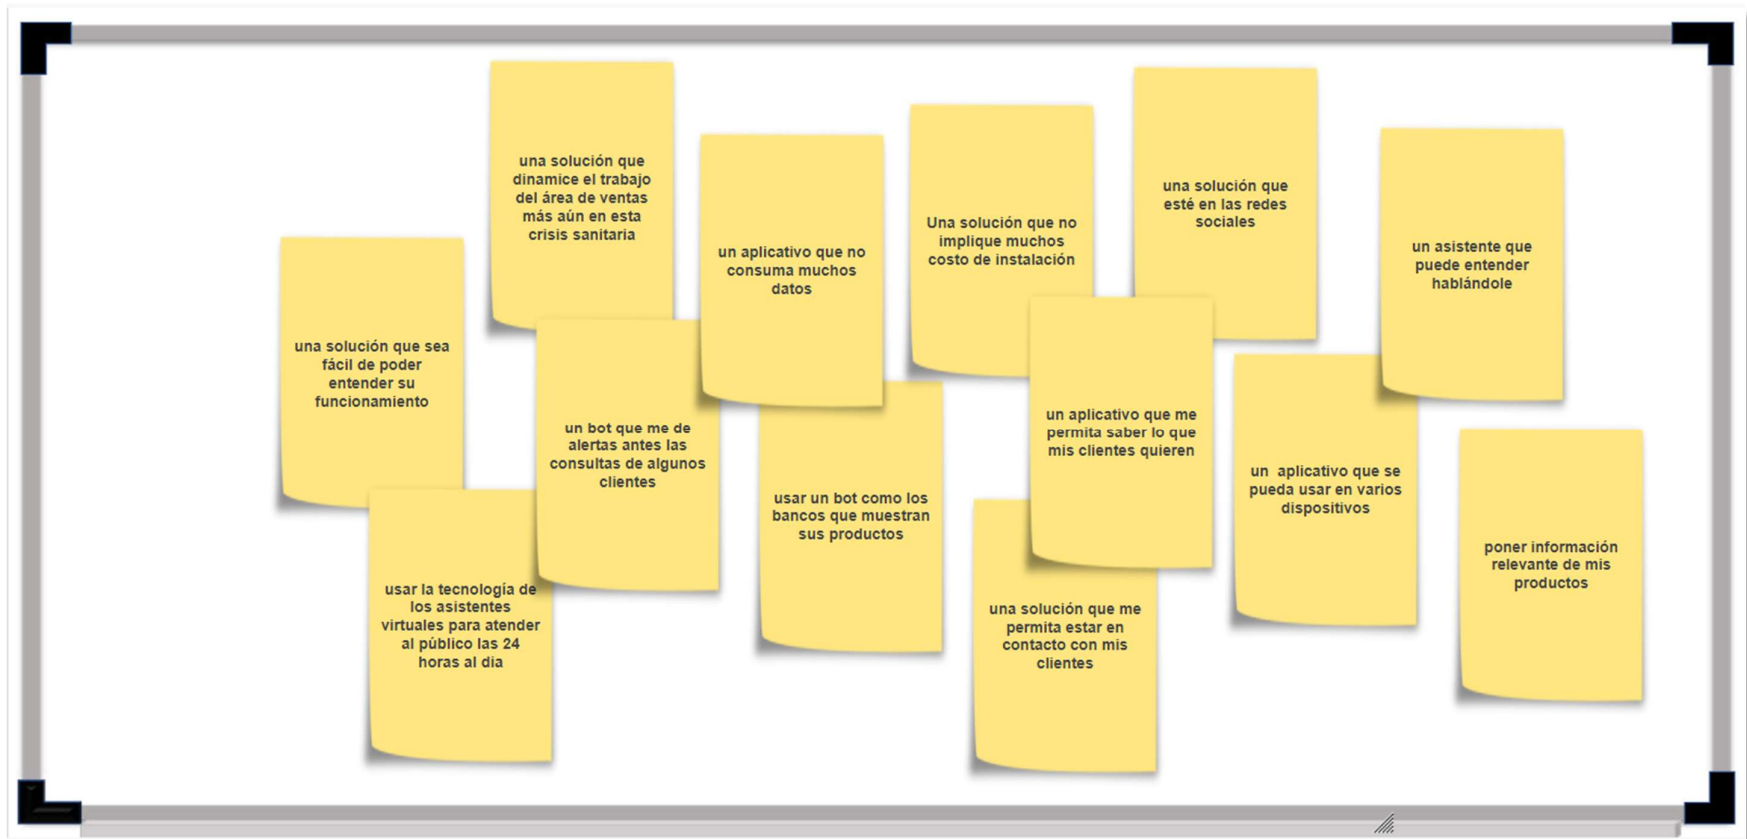 una solución que
dinamice el trabajo
del área de ventas
más aún en esta
crisis sanitaria
un aplicativo que no
consuma muchos
datos
Una solución que no
implique muchos
costo de instalación
una solución que
esté en las redes
sociales
un asistente que
puede entender
hablándole
una solución que sea
fácil de poder
entender su
funcionamiento
un bot que me de
alertas antes las
consultas de algunos
clientes
usar un bot como los
bancos que muestran
sus productos
un aplicativo que me
permita saber lo que
mis clientes quieren
un aplicativo que se
pueda usar en varios
dispositivos
poner información
relevante de mis
productos
usar la tecnología de
los asistentes
virtuales para atender
al público las 24
horas al dia
una solución que me
permita estar en
contacto con mis
clientes